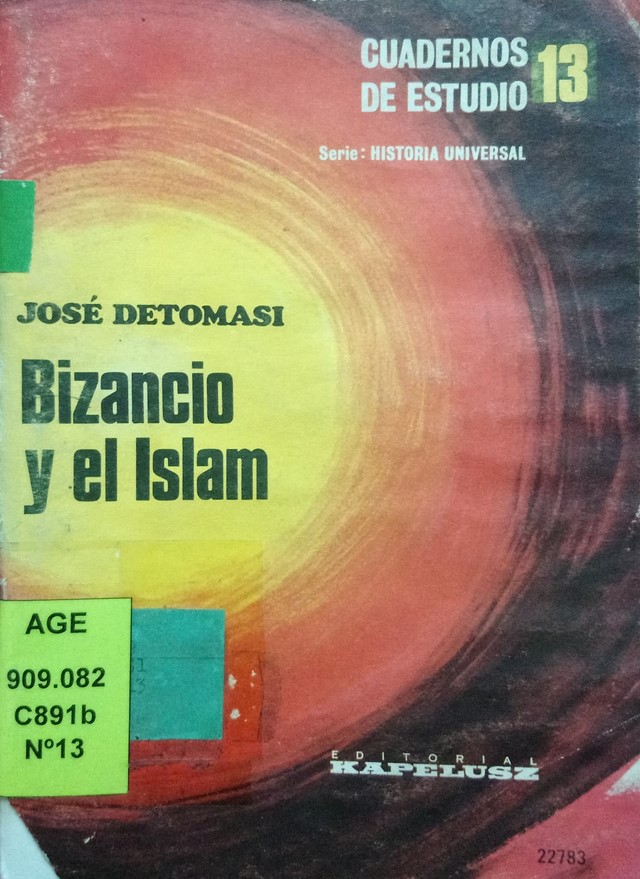 CUADERNOS
DE ESTUDIO 13
Serie: HISTORIA UNIVERSAL
JOSÉ DETOMASI
Bizancio
y el Islam
AGE
909.082
C891b
Nº13
EDITORIAL
KAPELUSZ
22783